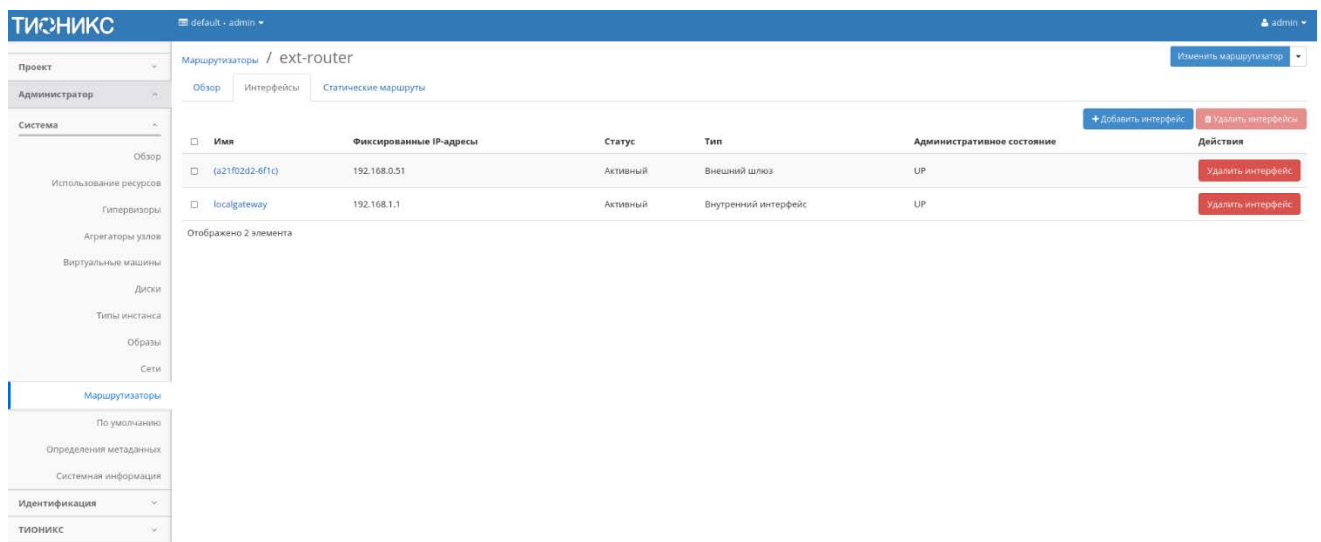 ТИОНИКС
default • admin
admin
Проект
Администратор
Система
Обзор
Использование ресурсов
Гипервизоры
Агрегаторы узлов
Виртуальные машины
Диски
Типы инстанса
Образы
Сети
Маршрутизаторы
По умолчанию
Определения метаданных
Системная информация
Идентификация
ТИОНИКС
Маршрутизаторы / ext-router
Изменить маршрутизатор
Обзор Интерфейсы Статические маршруты
+ Добавить интерфейс Удалить интерфейсы
Имя Фиксированные IP-адресы Статус Тип Административное состояние Действия
(a21f02d2-6f1c) 192.168.0.51 Активный Внешний шлюз UP Удалить интерфейс
localgateway 192.168.1.1 Активный Внутренний интерфейс UP Удалить интерфейс
Отображено 2 элемента